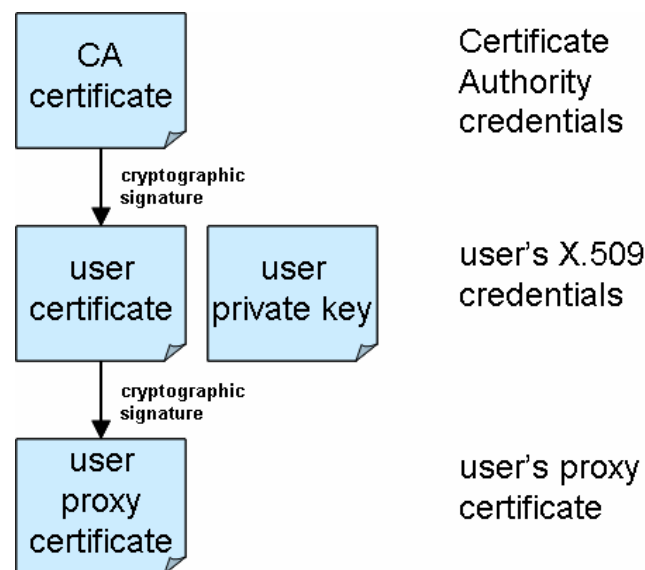 CA
certificate
Certificate
Authority
credentials
cryptographic
signature
user
certificate
user
private key
user's X.509
credentials
cryptographic
signature
user
proxy
certificate
user's proxy
certificate